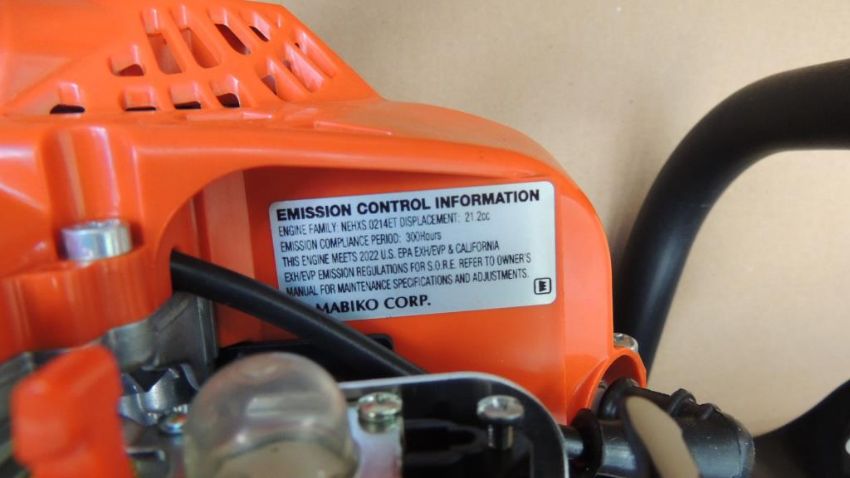 EMISSION CONTROL INFORMATION
ENGINE FAMILY: NEHXS.0214ET DISPLACEMENT: 21.2cc
EMISSION COMPLIANCE PERIOD: 300Hours
THIS ENGINE MEETS 2022 U.S. EPA EXH/EVP & CALIFORNIA
EXH/EVP EMISSION REGULATIONS FOR S.O.R.E. REFER TO OWNER'S
MANUAL FOR MAINTENANCE SPECIFICATIONS AND ADJUSTMENTS.
MABIKO CORP.